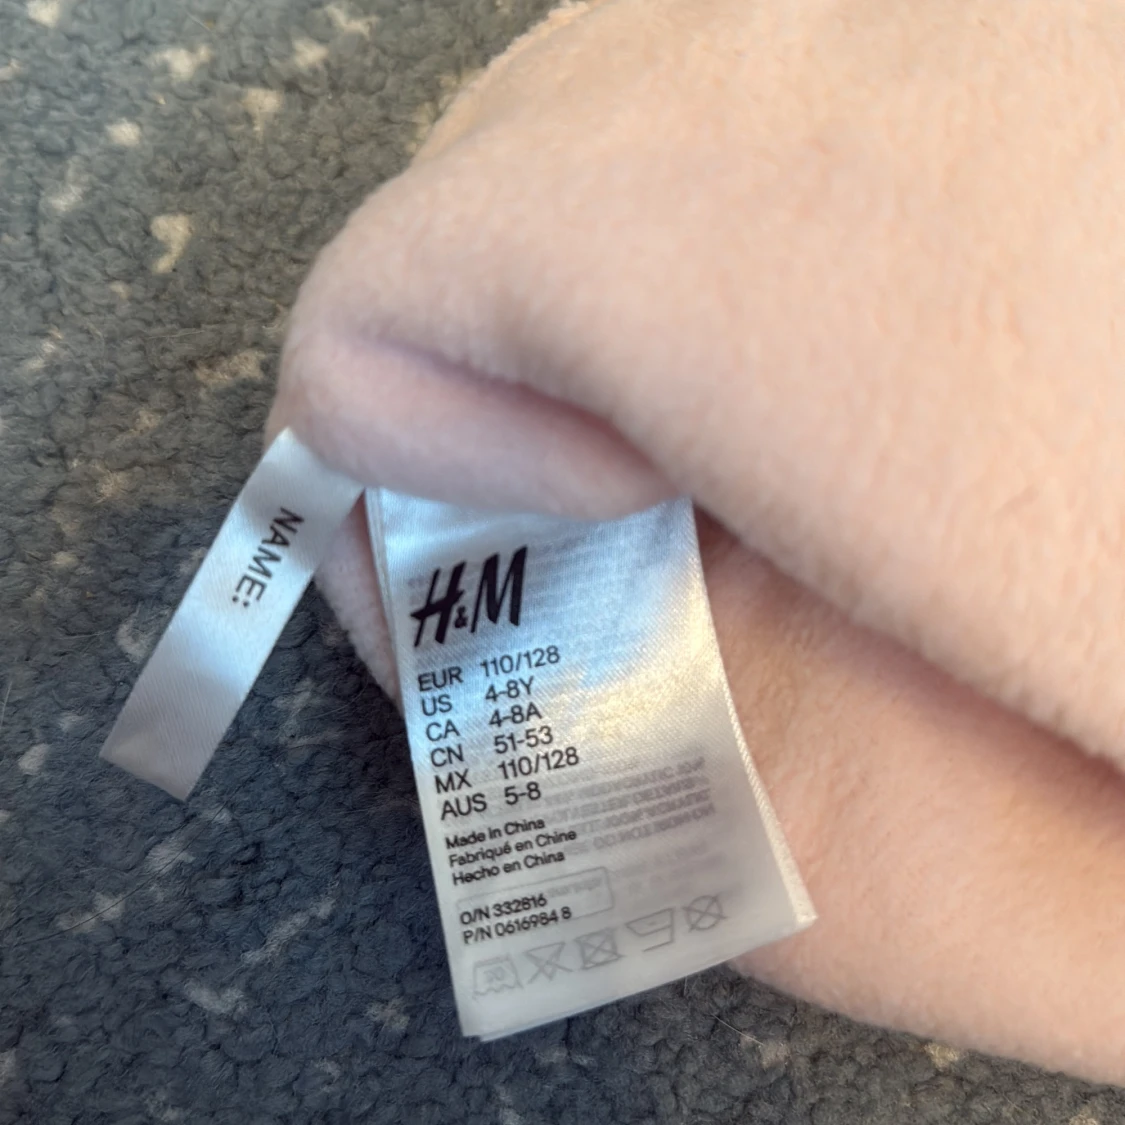 NAME:
H&M
EUR 110/128
US 4-8Y
CA 4-8A
CN 51-53
MX 110/128
AUS 5-8
Made in China
Fabriqué en Chine
Hecho en China
O/N 332816
P/N 0616984 8